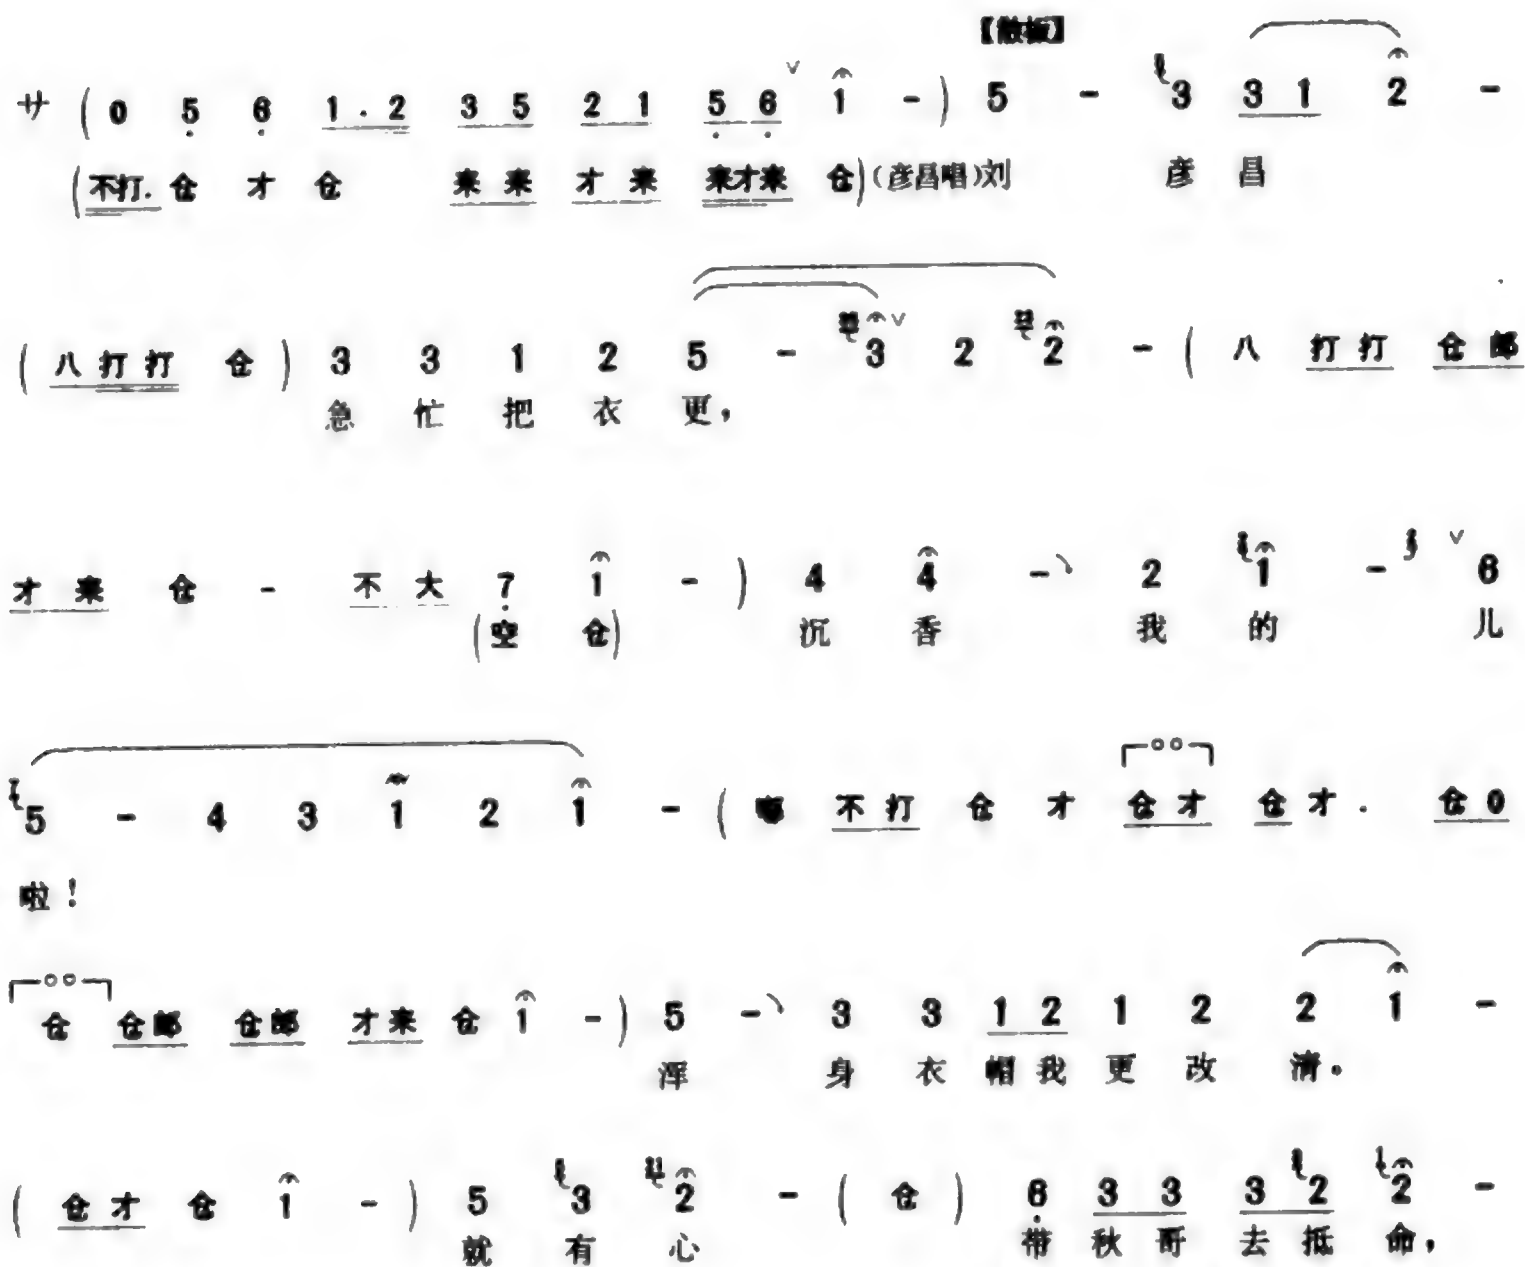 【散板】
サ ( 0 5 6 1 . 2 3 5 2 1 5 6 ∨ 1 - ) 5 - 3 3 1 2 -
(不打. 仓 才 仓 来 来 才 来 来才来 仓)(彦昌唱)刘 彦 昌
( 八 打 打 仓 ) 3 3 1 2 5 - 3 ∨ 2 2 - ( 八 打 打 仓 郎
急 忙 把 衣 更，
才 来 仓 - 不 大 7 1 - ) 4 4 - 2 1 - ∨ 6
(空 仓) 沉 香 我 的 儿
5 - 4 3 1 2 1 - ( 不 打 仓 才 仓 才 仓 才 . 仓 0
啦！
仓 仓郎 仓郎 才来 仓 1 - ) 5 - 3 3 1 2 1 2 2 1 -
浑 身 衣 帽 我 更 改 清。
( 仓 才 仓 1 - ) 5 3 2 - ( 仓 ) 6 3 3 3 2 2 -
就 有 心 带 秋 哥 去 抵 命，